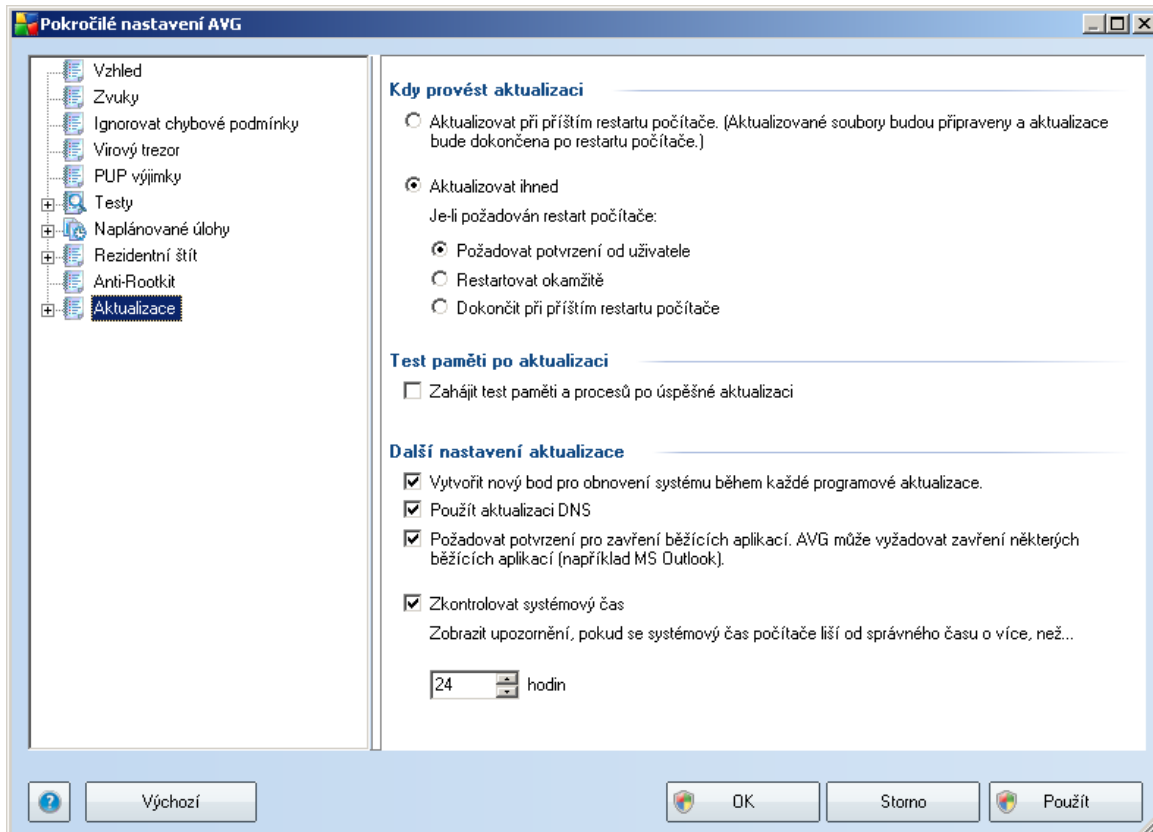 Pokročilé nastavení AVG
Vzhled
Zvuky
Ignorovat chybové podmínky
Virový trezor
PUP výjimky
Testy
Naplánované úlohy
Rezidentní štít
Anti-Rootkit
Aktualizace
Kdy provést aktualizaci
Aktualizovat při příštím restartu počítače. (Aktualizované soubory budou připraveny a aktualizace
bude dokončena po restartu počítače.)
Aktualizovat ihned
Je-li požadován restart počítače:
Požadovat potvrzení od uživatele
Restartovat okamžitě
Dokončit při příštím restartu počítače
Test paměti po aktualizaci
Zahájit test paměti a procesů po úspěšné aktualizaci
Další nastavení aktualizace
Vytvořit nový bod pro obnovení systému během každé programové aktualizace.
Použít aktualizaci DNS
Požadovat potvrzení pro zavření běžících aplikací. AVG může vyžadovat zavření některých
běžících aplikací (například MS Outlook).
Zkontrolovat systémový čas
Zobrazit upozornění, pokud se systémový čas počítače liší od správného času o více, než...
24 hodin
Výchozí
OK
Storno
Použít